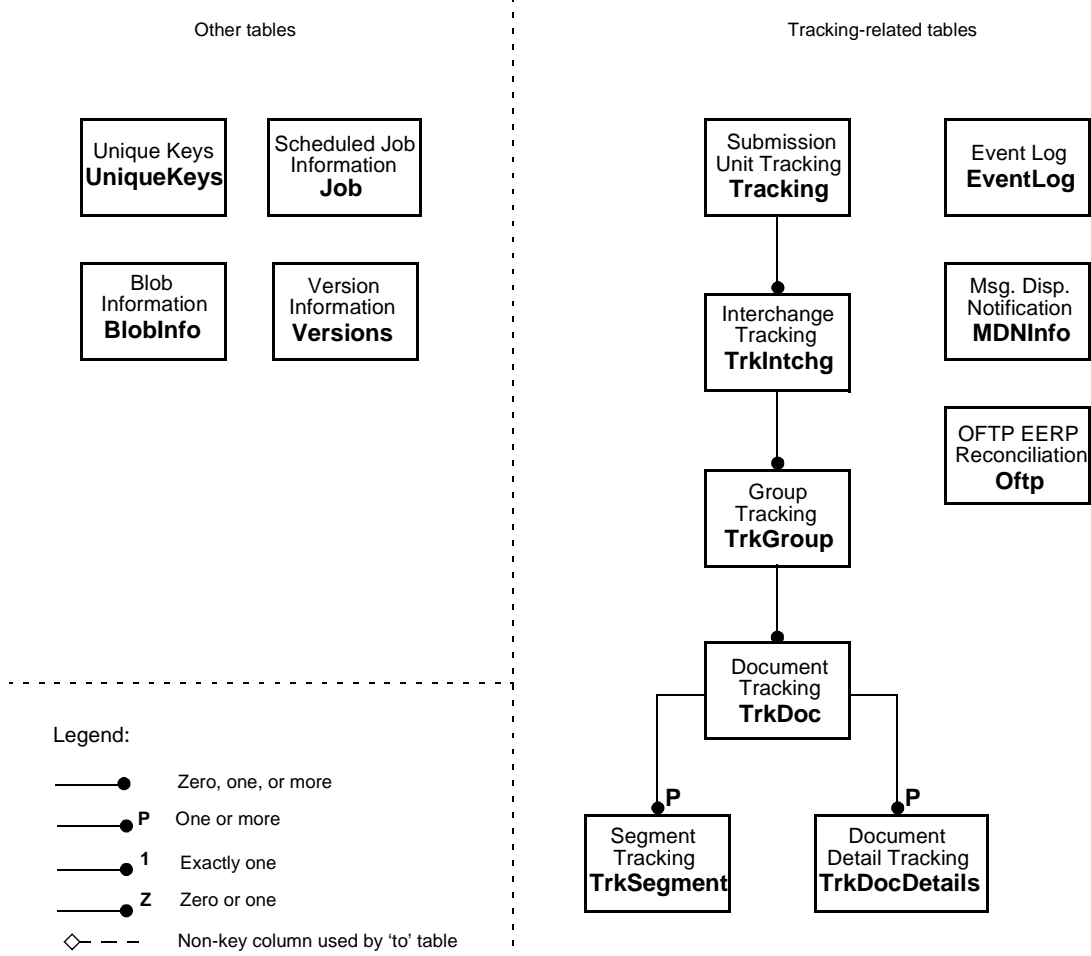 Other tables
Unique Keys
UniqueKeys
Scheduled Job
Information
Job
Blob
Information
BlobInfo
Version
Information
Versions
Tracking-related tables
Submission
Unit Tracking
Tracking
Event Log
EventLog
Interchange
Tracking
TrkIntchg
Msg. Disp.
Notification
MDNInfo
Group
Tracking
TrkGroup
OFTP EERP
Reconciliation
Oftp
Document
Tracking
TrkDoc
P
P
Segment
Tracking
TrkSegment
Document
Detail Tracking
TrkDocDetails
Legend:
Zero, one, or more
P One or more
1 Exactly one
Z Zero or one
Non-key column used by ‘to’ table